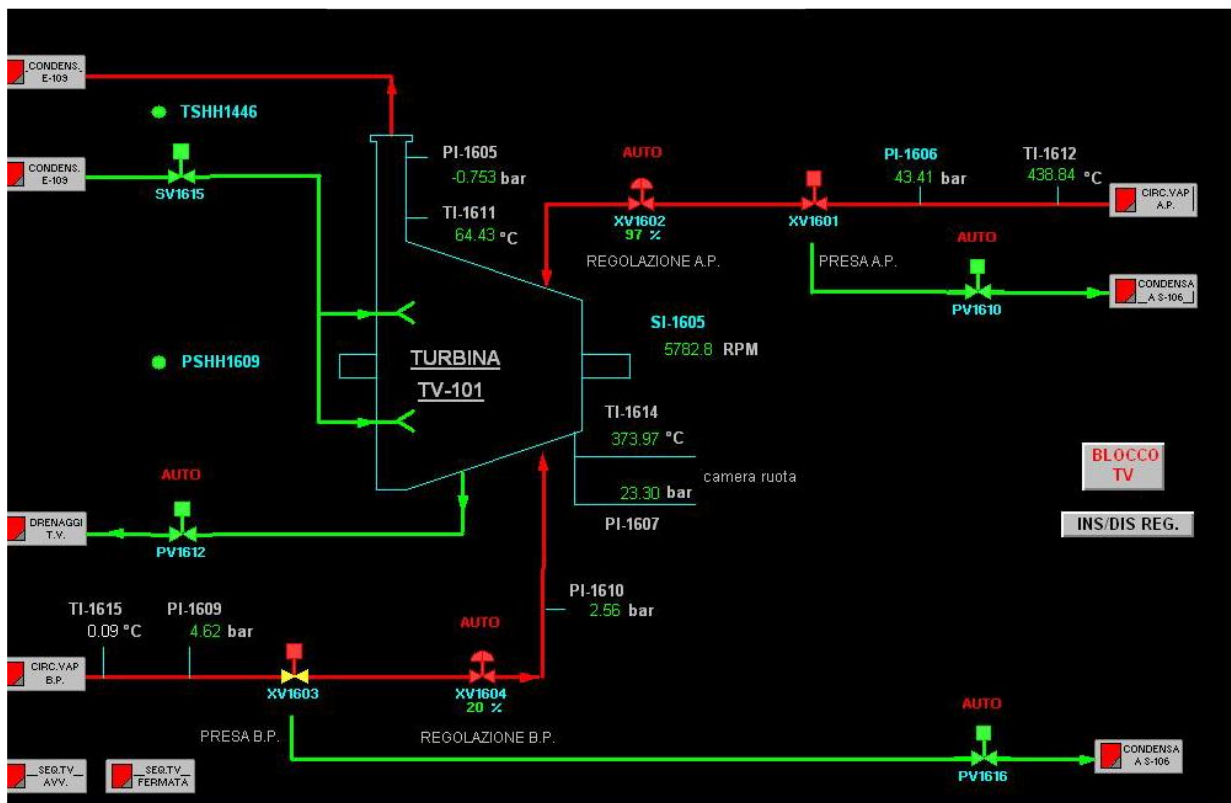 CONDENS.
E-109
TSHH1446
CONDENS.
E-109
SV1615
PI-1605
-0.753 bar
TI-1611
64.43 °C
AUTO
XV1602
97 %
REGOLAZIONE A.P.
XV1601
PRESA A.P.
PI-1606
43.41 bar
TI-1612
438.84 °C
CIRC.VAP
A.P.
AUTO
PV1610
CONDENSA
A S-106
SI-1605
5782.8 RPM
PSHH1609
TURBINA
TV-101
TI-1614
373.97 °C
camera ruota
23.30 bar
PI-1607
BLOCCO
TV
INS/DIS REG.
AUTO
DRENAGGI
T.V.
PV1612
TI-1615
0.09 °C
PI-1609
4.62 bar
PI-1610
2.56 bar
AUTO
CIRC.VAP
B.P.
XV1603
XV1604
20 %
PRESA B.P.
REGOLAZIONE B.P.
AUTO
PV1616
CONDENSA
A S-106
SEQ.TV
AVV.
SEQ.TV
FERMATA